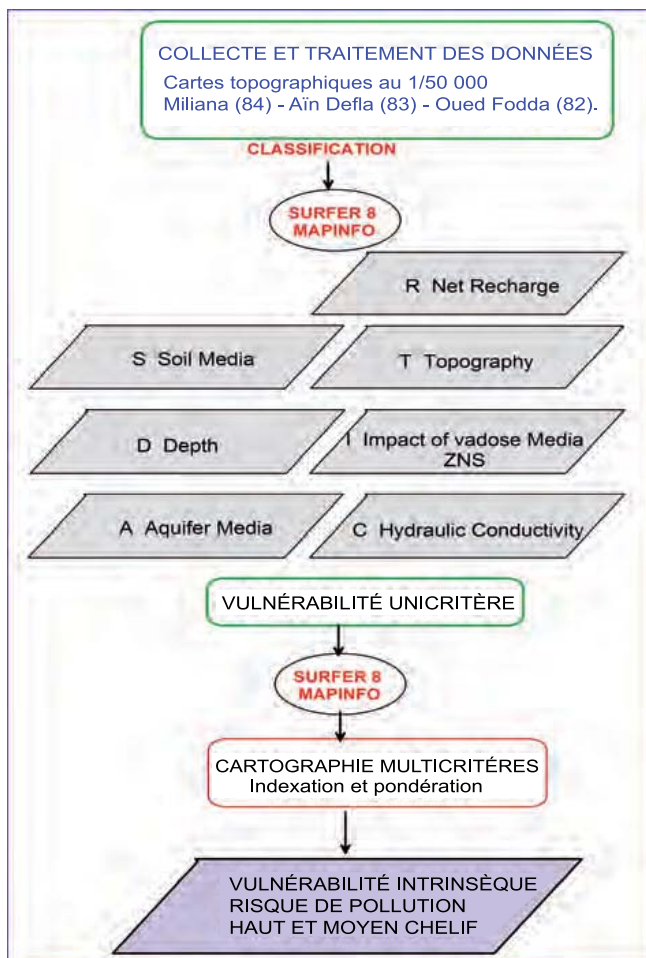 COLLECTE ET TRAITEMENT DES DONNÉES
Cartes topographiques au 1/50 000
Miliana (84) - Aïn Defla (83) - Oued Fodda (82).
CLASSIFICATION
SURFER 8
MAPINFO
R Net Recharge
S Soil Media
T Topography
D Depth
I Impact of vadose Media
ZNS
A Aquifer Media
C Hydraulic Conductivity
VULNÉRABILITÉ UNICRITÈRE
SURFER 8
MAPINFO
CARTOGRAPHIE MULTICRITÉRES
Indexation et pondération
VULNÉRABILITÉ INTRINSÈQUE
RISQUE DE POLLUTION
HAUT ET MOYEN CHELIF